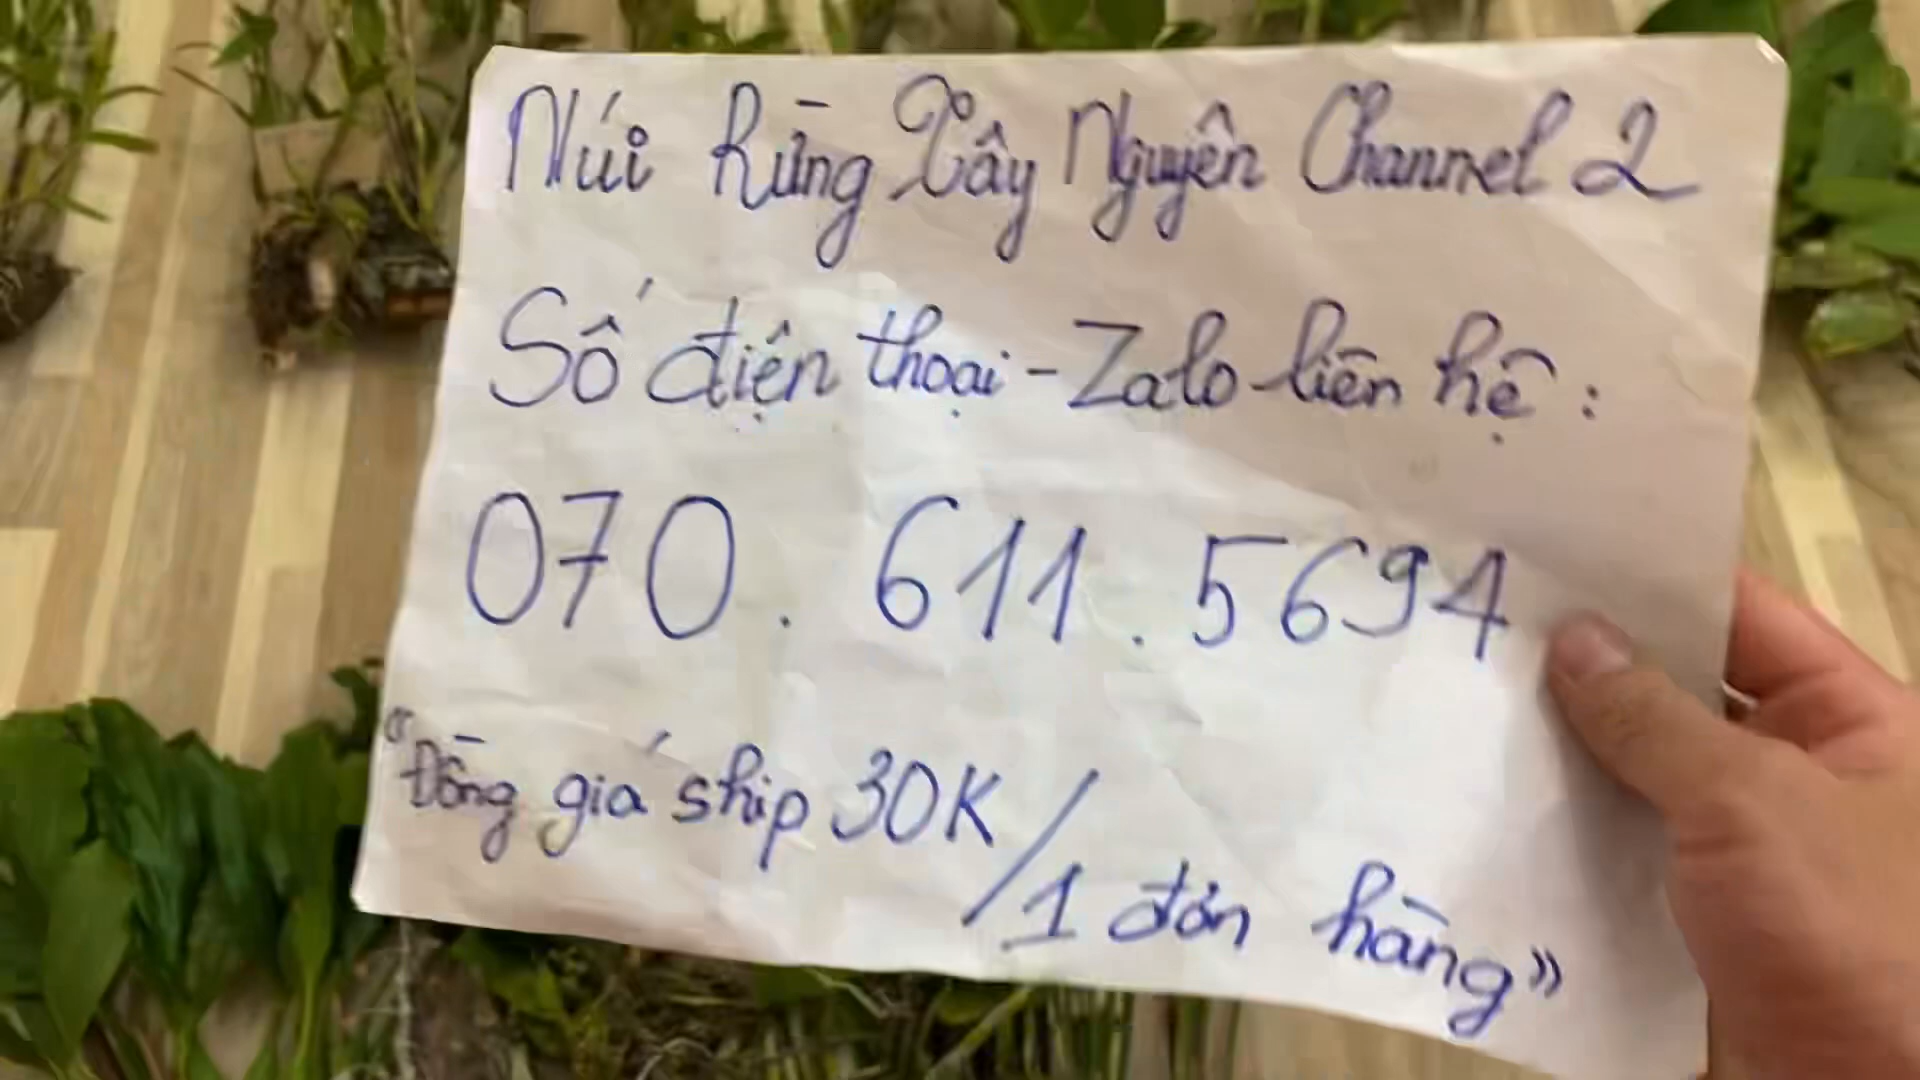 Núi Rừng Tây Nguyên Channel 2
Số điện thoại - Zalo liên hệ :
070. 611. 5694
"Đồng giá ship 30K/1 đơn hàng"